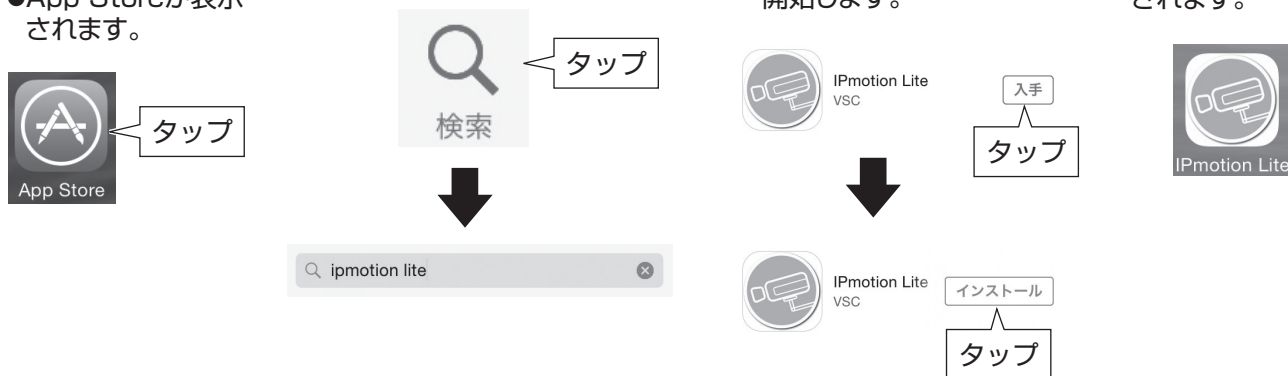 ●App Storeが表示
されます。
タップ
App Store
タップ
検索
ipmotion lite
開始します。
IPmotion Lite
VSC
入手
タップ
IPmotion Lite
VSC
インストール
タップ
されます。
IPmotion Lite